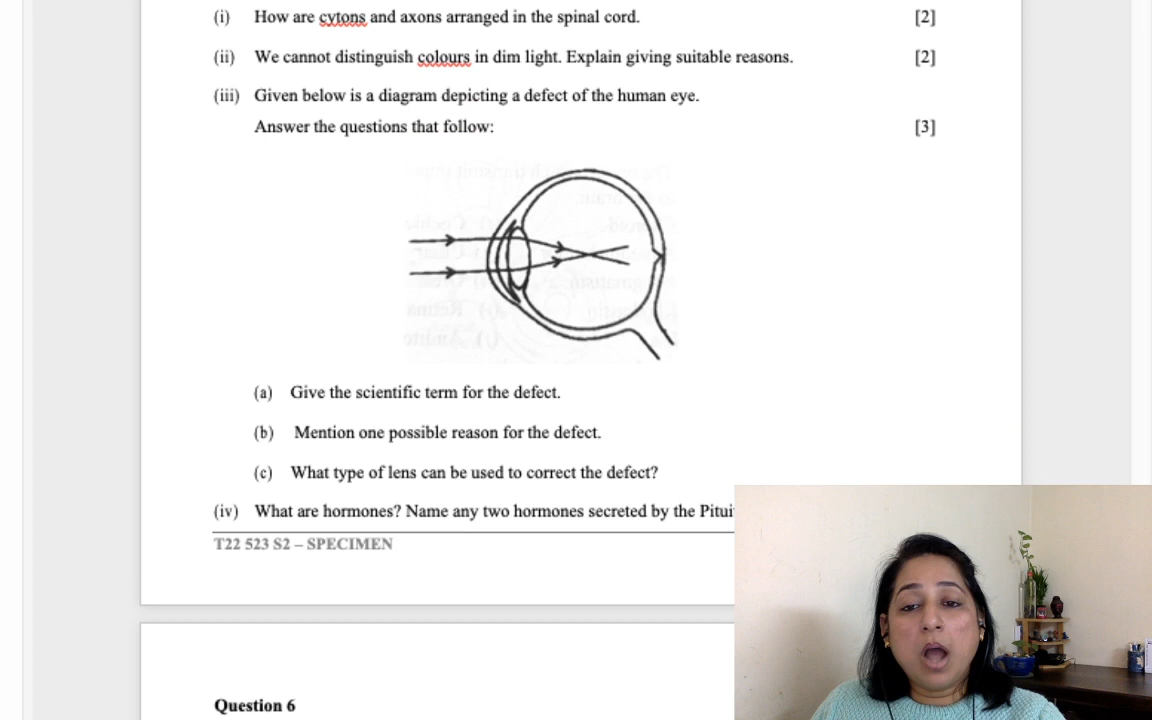 (i) How are cytons and axons arranged in the spinal cord. [2]
(ii) We cannot distinguish colours in dim light. Explain giving suitable reasons. [2]
(iii) Given below is a diagram depicting a defect of the human eye.
Answer the questions that follow: [3]
(a) Give the scientific term for the defect.
(b) Mention one possible reason for the defect.
(c) What type of lens can be used to correct the defect?
(iv) What are hormones? Name any two hormones secreted by the Pitui
T22 523 S2 – SPECIMEN
Question 6